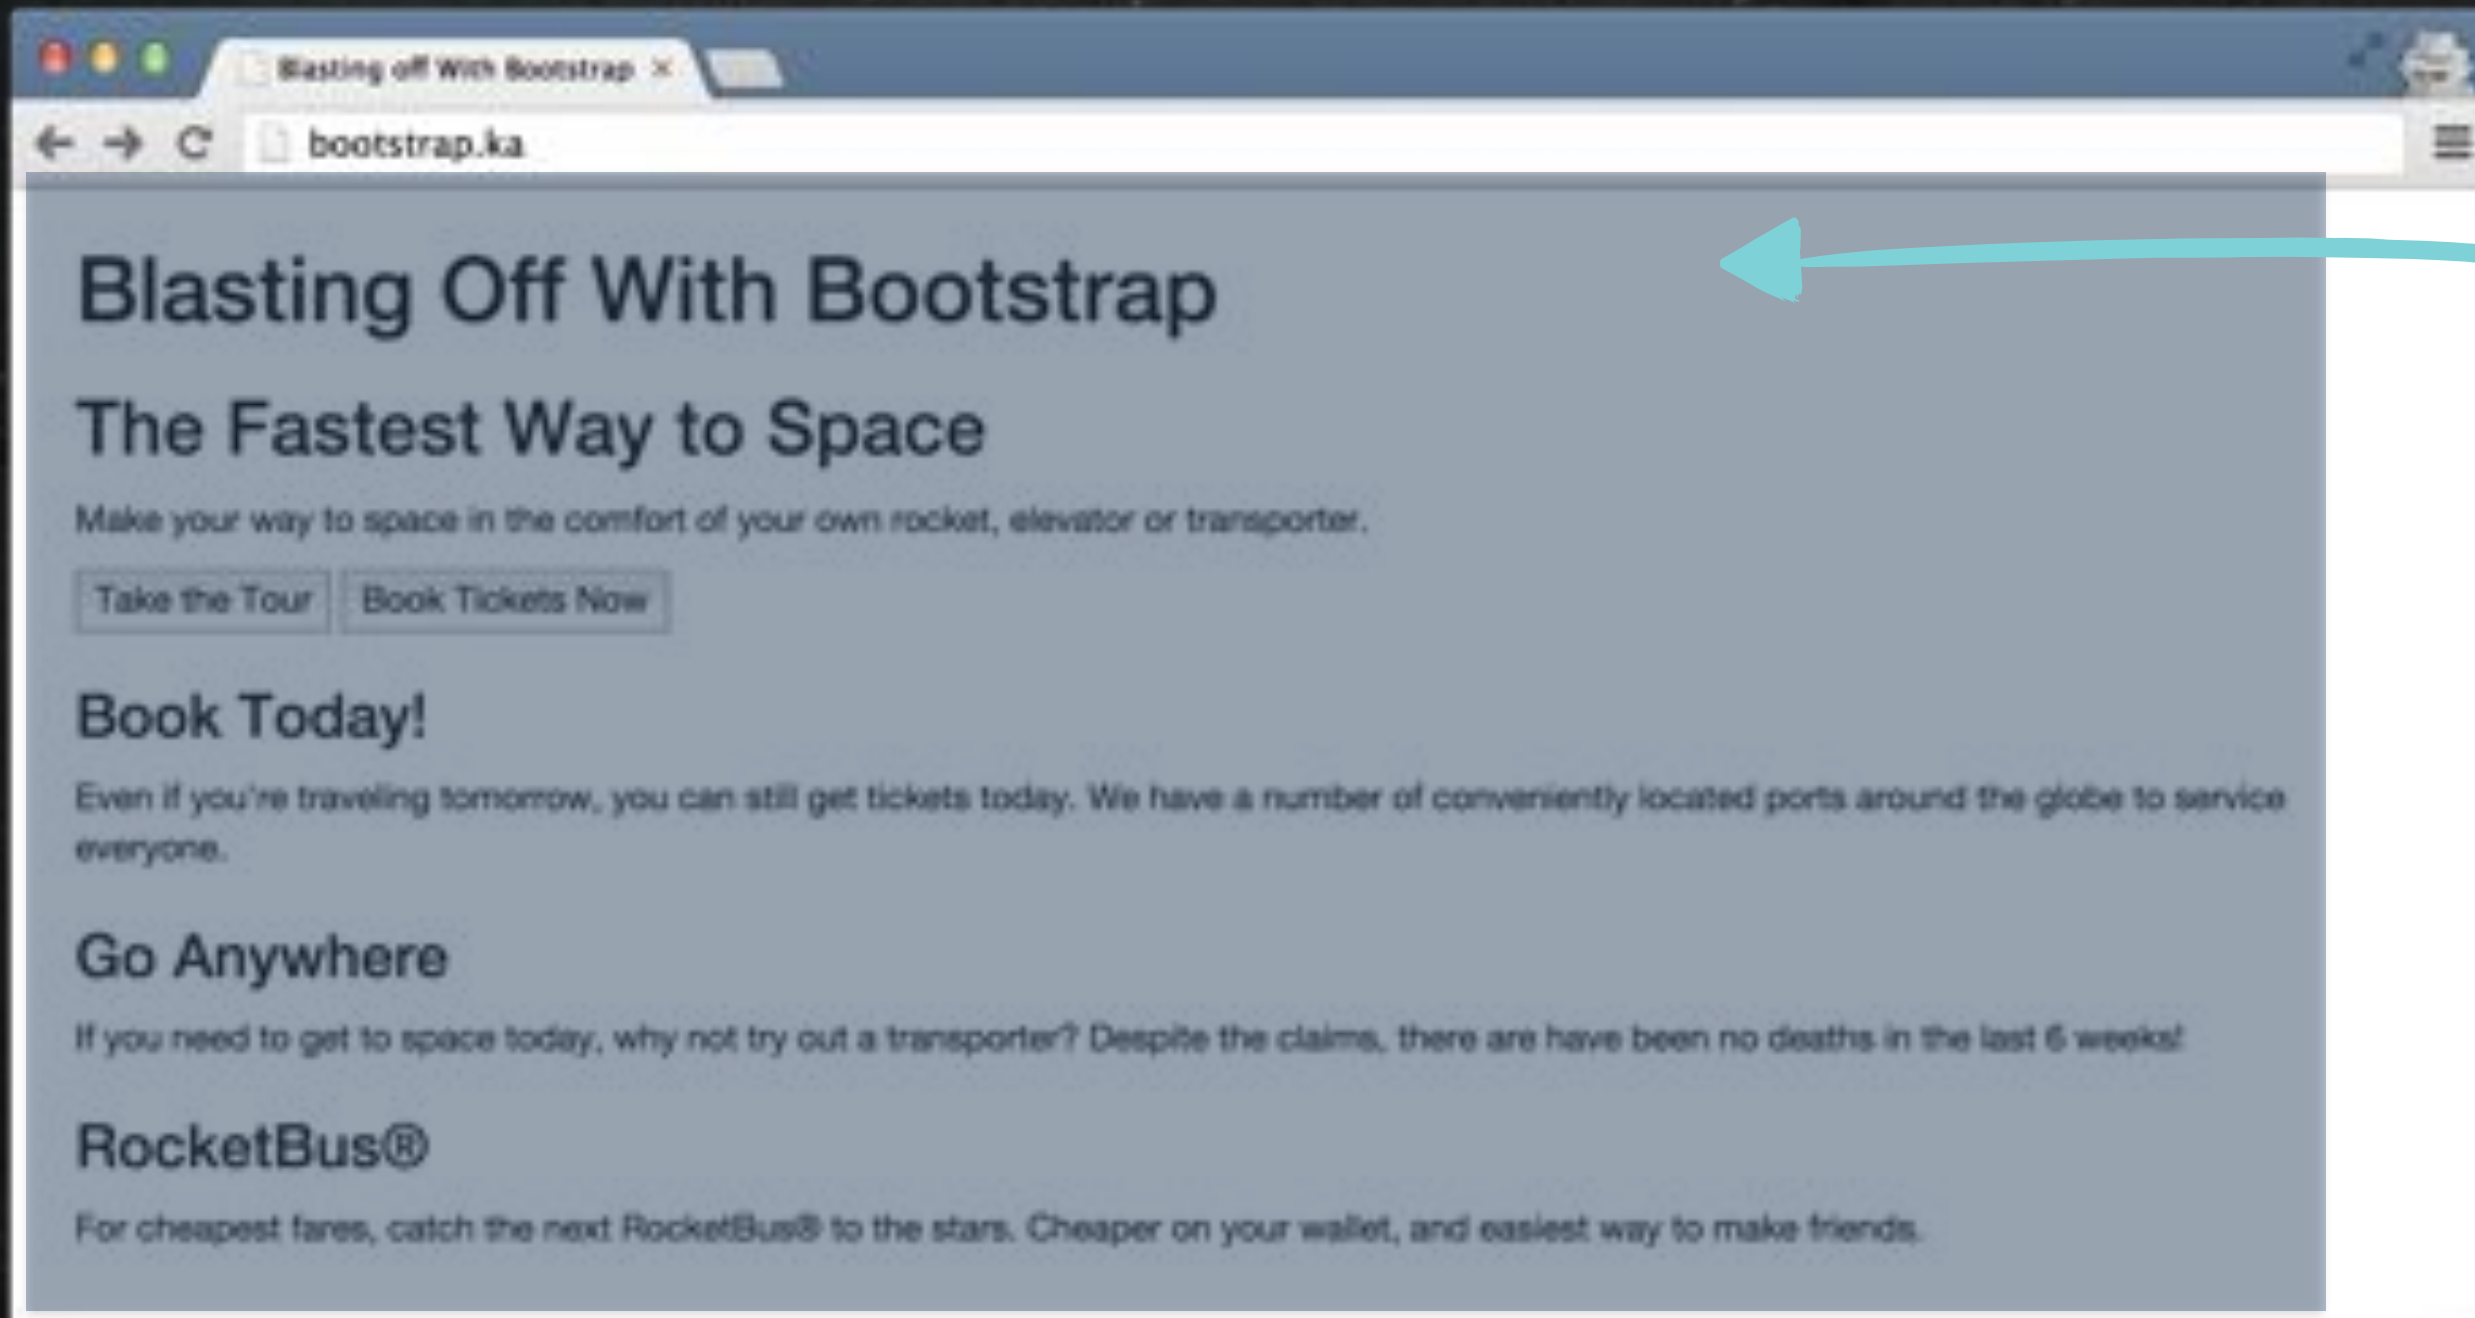 Blasting off With Bootstrap
bootstrap.ka
Blasting Off With Bootstrap
The Fastest Way to Space
Make your way to space in the comfort of your own rocket, elevator or transporter.
Take the Tour Book Tickets Now
Book Today!
Even if you're traveling tomorrow, you can still get tickets today. We have a number of conveniently located ports around the globe to service
everyone.
Go Anywhere
If you need to get to space today, why not try out a transporter? Despite the claims, there are have been no deaths in the last 6 weeks!
RocketBus®
For cheapest fares, catch the next RocketBus® to the stars. Cheaper on your wallet, and easiest way to make friends.